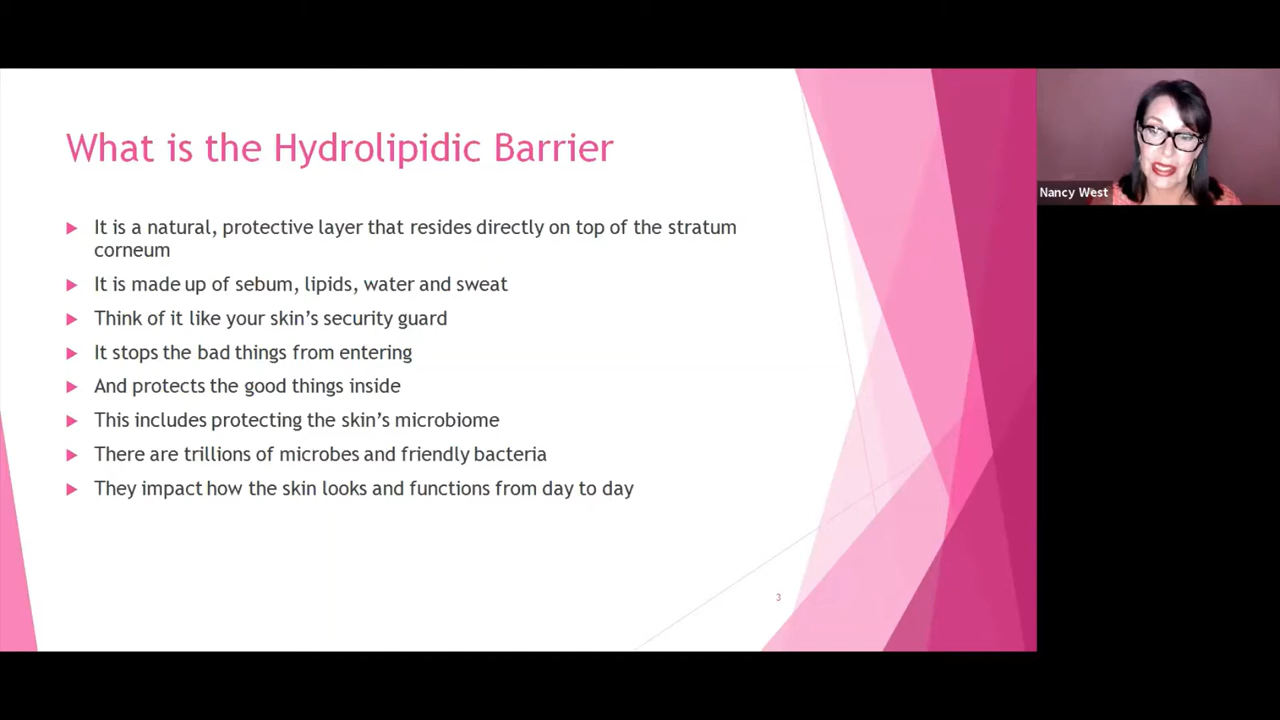 What is the Hydrolipidic Barrier
It is a natural, protective layer that resides directly on top of the stratum
corneum
It is made up of sebum, lipids, water and sweat
Think of it like your skin’s security guard
It stops the bad things from entering
And protects the good things inside
This includes protecting the skin’s microbiome
There are trillions of microbes and friendly bacteria
They impact how the skin looks and functions from day to day
3
Nancy West